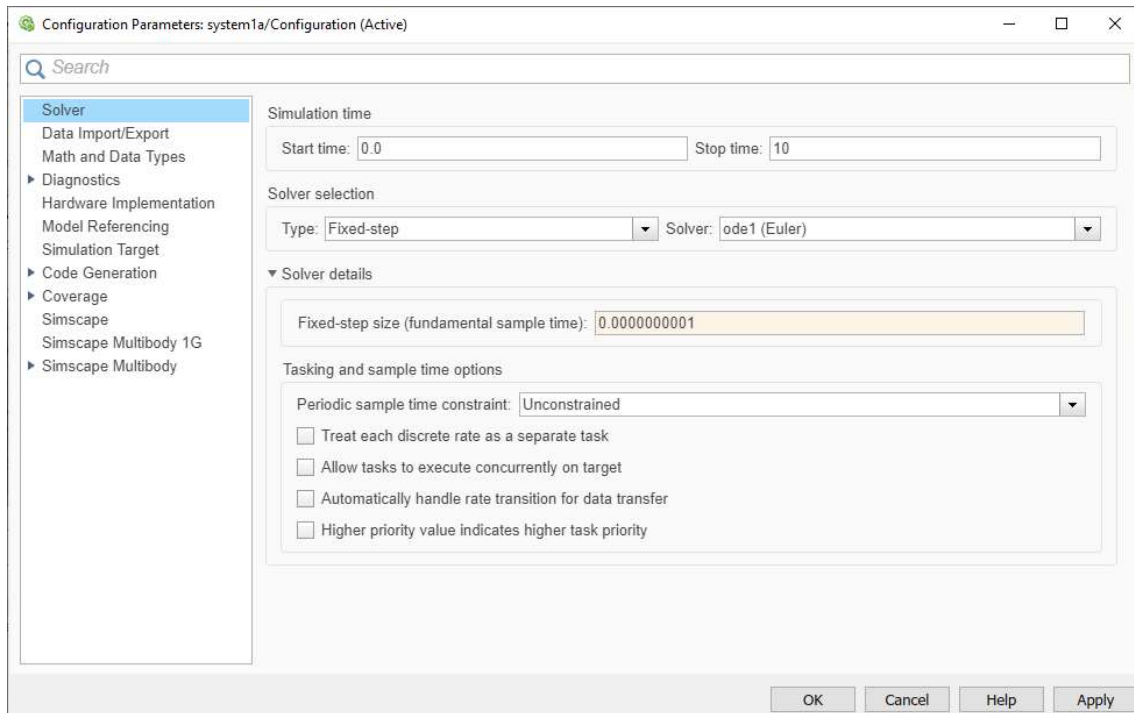 Configuration Parameters: system1a/Configuration (Active)
Search
Solver
Data Import/Export
Math and Data Types
Diagnostics
Hardware Implementation
Model Referencing
Simulation Target
Code Generation
Coverage
Simscape
Simscape Multibody 1G
Simscape Multibody
Simulation time
Start time: 0.0 Stop time: 10
Solver selection
Type: Fixed-step Solver: ode1 (Euler)
Solver details
Fixed-step size (fundamental sample time): 0.0000000001
Tasking and sample time options
Periodic sample time constraint: Unconstrained
Treat each discrete rate as a separate task
Allow tasks to execute concurrently on target
Automatically handle rate transition for data transfer
Higher priority value indicates higher task priority
OK Cancel Help Apply